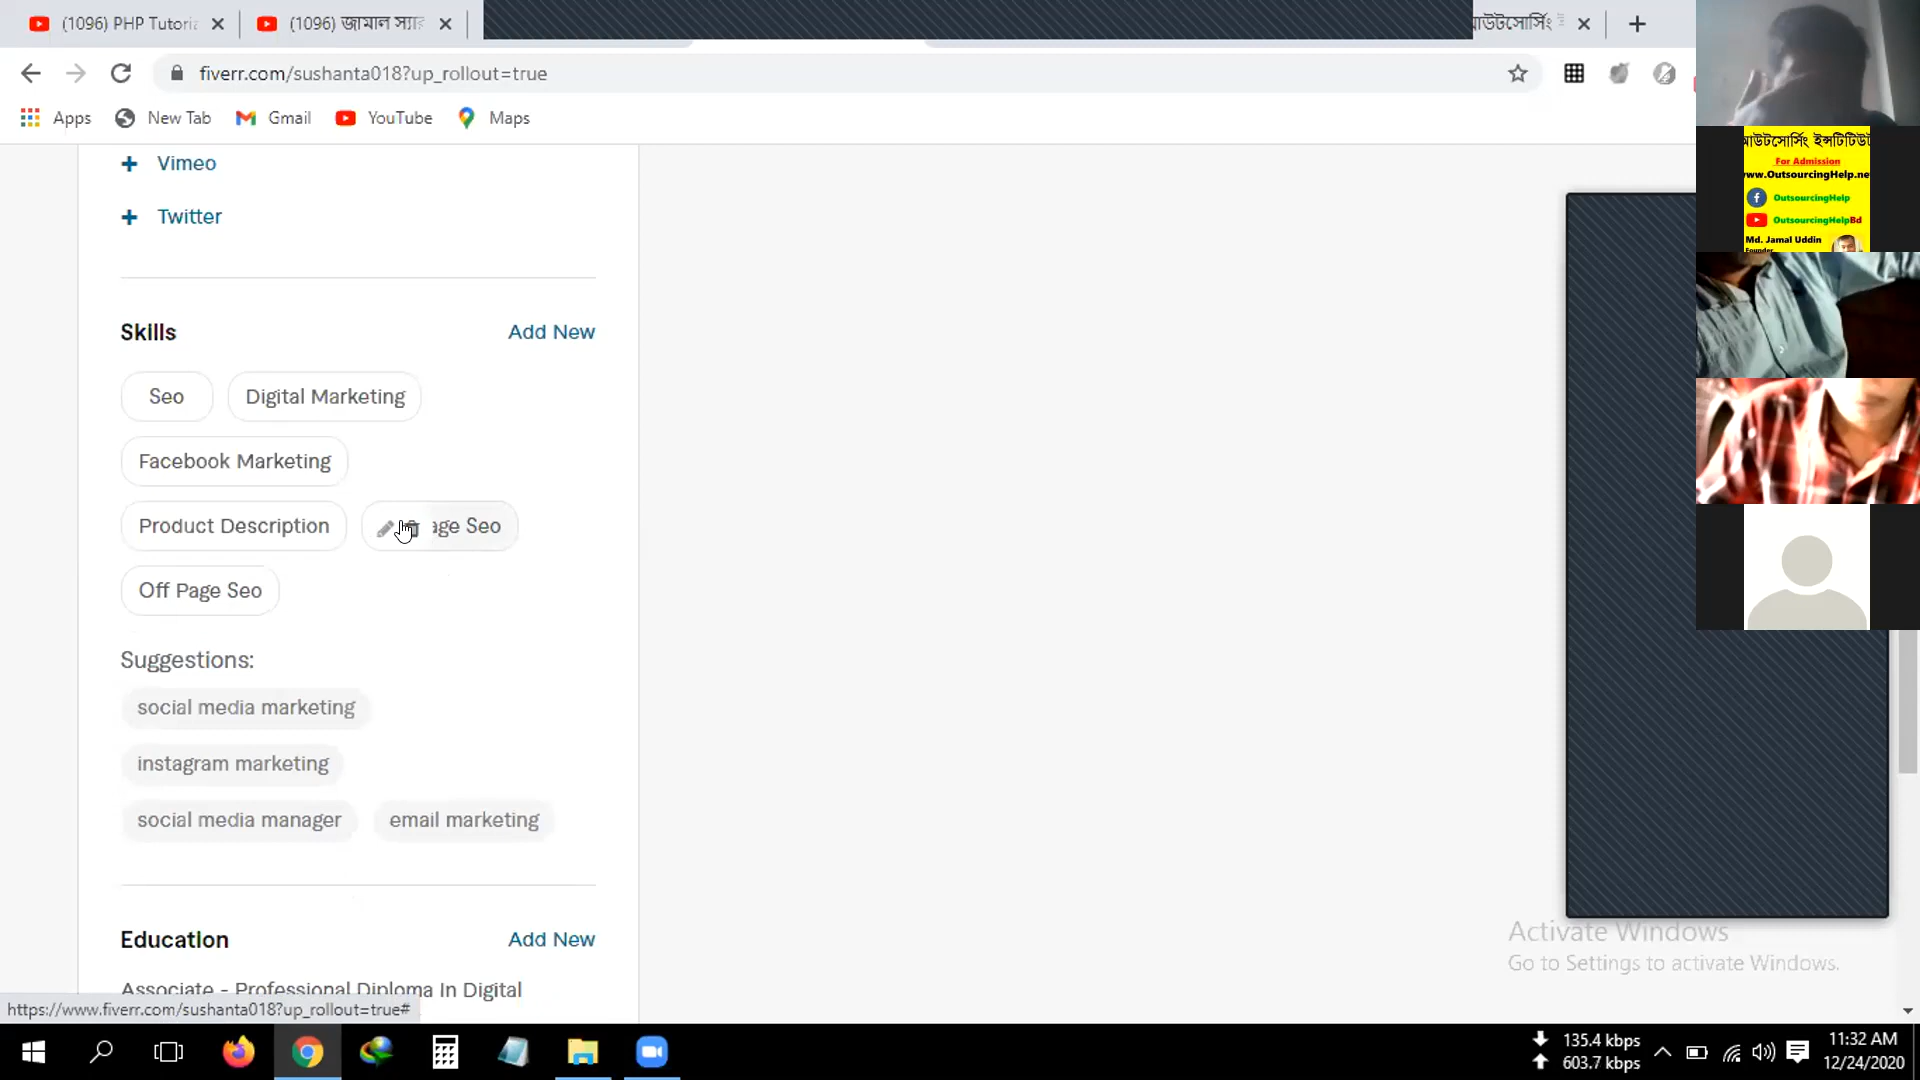 (1096) PHP Tutoria
(1096) জামাল স্যার
fiverr.com/sushanta018?up_rollout=true
Apps
New Tab
Gmail
YouTube
Maps
আউটসোর্সিং ইন্সটিটিউট
For Admission
www.OutsourcingHelp.ne
OutsourcingHelp
OutsourcingHelpBd
Md. Jamal Uddin
Founder
+ Vimeo
+ Twitter
Skills
Add New
Seo
Digital Marketing
Facebook Marketing
Product Description
age Seo
Off Page Seo
Suggestions:
social media marketing
instagram marketing
social media manager
email marketing
Education
Add New
Associate - Professional Diploma In Digital
https://www.fiverr.com/sushanta018?up_rollout=true#
Activate Windows
Go to Settings to activate Windows.
135.4 kbps
603.7 kbps
11:32 AM
12/24/2020